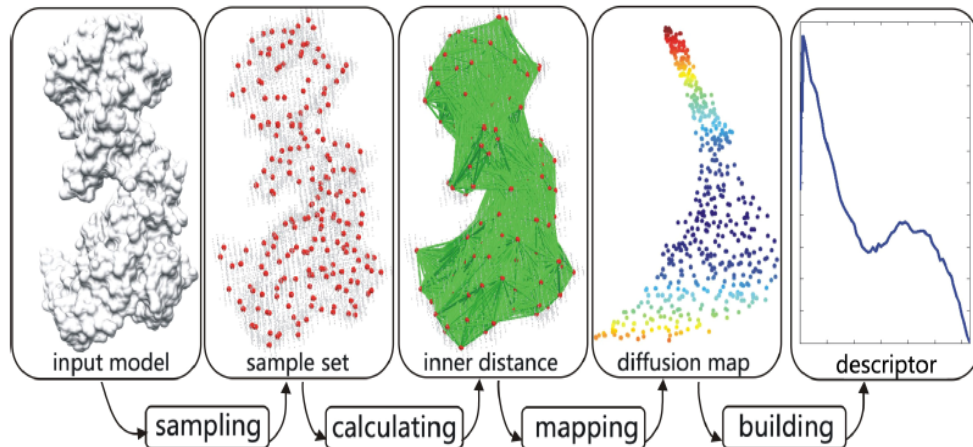 input model
sample set
inner distance
diffusion map
descriptor
sampling
calculating
mapping
building